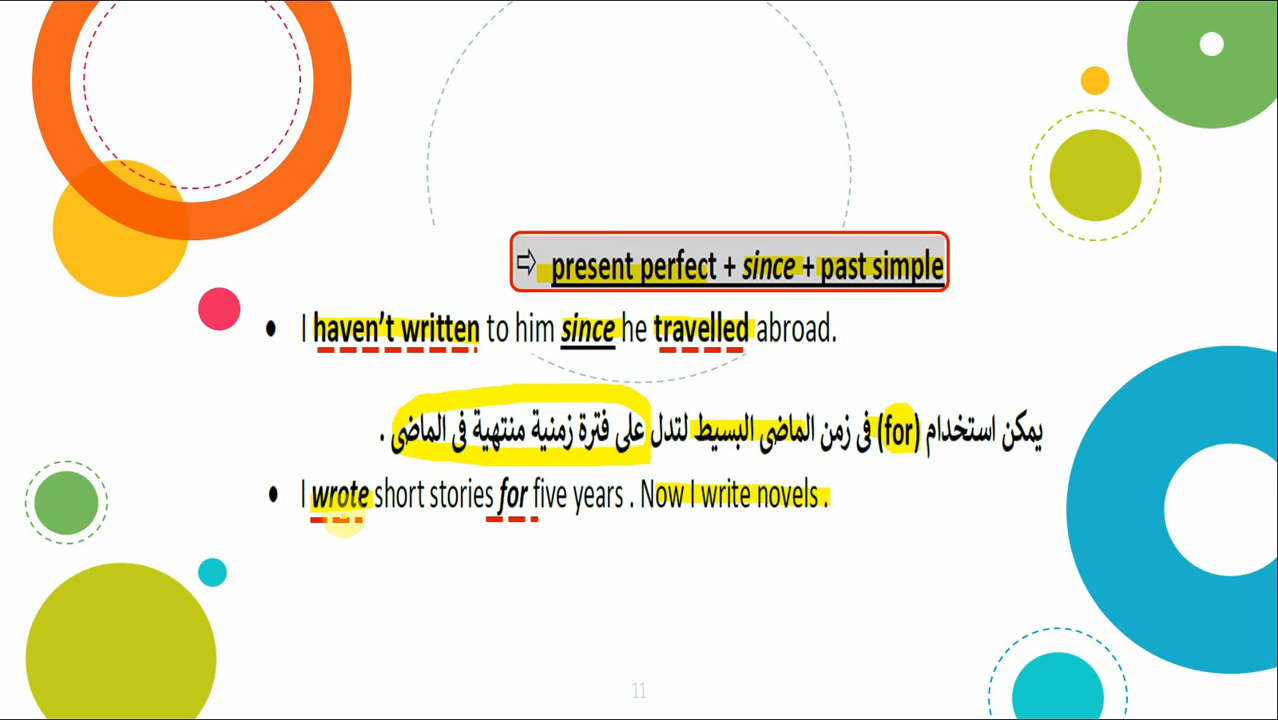 ⇨ present perfect + since + past simple
• I haven't written to him since he travelled abroad.
يمكن استخدام (for) فى زمن الماضى البسيط لتدل على فترة زمنية منتهية فى الماضى .
• I wrote short stories for five years . Now I write novels .
11